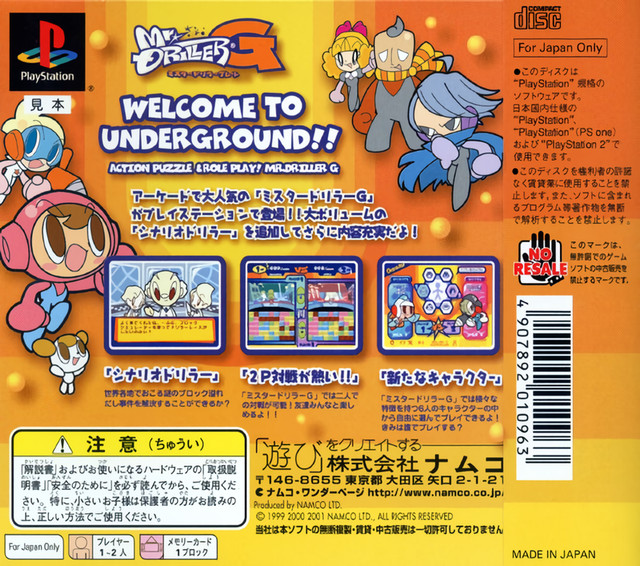 PlayStation
®
見本
Mr. DRILLER G
ミスタードリラーグレート
WELCOME TO
UNDERGROUND!!
ACTION PUZZLE & ROLE PLAY! MR.DRILLER G
アーケードで大人気の「ミスタードリラーG」
がプレイステーションで登場!!大ボリュームの
「シナリオドリラー」を追加してさらに内容充実だよ!
VS
「シナリオドリラー」
世界各地でおこる謎のブロック溢れ
だし事件を解決することができるか?
「2P対戦が熱い!!」
「ミスタードリラーG」では二人で
の対戦が可能!友達みんなと楽し
めるよ!!
「新たなキャラクター」
「ミスタードリラーG」では様々な
特徴を持つ6人のキャラクターの中
から自由に選んでプレイできるよ!
きみは誰でプレイする?
注意(ちゅうい)
「解説書」およびお使いになるハードウェアの「取扱説
明書」「安全のために」を必ず読んでから、ご使用くだ
さい。特に、小さいお子様は保護者の方がお読みの
上、正しい方法でご使用ください。
For Japan Only
プレイヤー
1~2人
メモリーカード
1ブロック
「遊び」をクリエイトする
株式会社 ナムコ
〒146-8655 東京都 大田区 矢口 2-1-21
ナムコ・ワンダーページ http://www.namco.co.jp
Produced by NAMCO LTD.
© 1999 2000 2001 NAMCO LTD., ALL RIGHTS RESERVED
当社は本ソフトの無断複製・賃貸・中古販売は一切許可しておりません
COMPACT
disc
For Japan Only
●このディスクは
"PlayStation" 規格の
ソフトウェアです。
日本国内仕様の
"PlayStation"、
"PlayStation"(PS one)
および"PlayStation 2"で
使用できます。
●このディスクを権利者の許諾
なく賃貸業に使用することを禁
止します。また、ソフトに含まれ
るプログラム等著作物を無断
で解析することを禁止します。
NO
RESALE
このマークは、
無許諾でのゲーム
ソフトの中古販売を
禁止するマークです。
4907892010963
MADE IN JAPAN